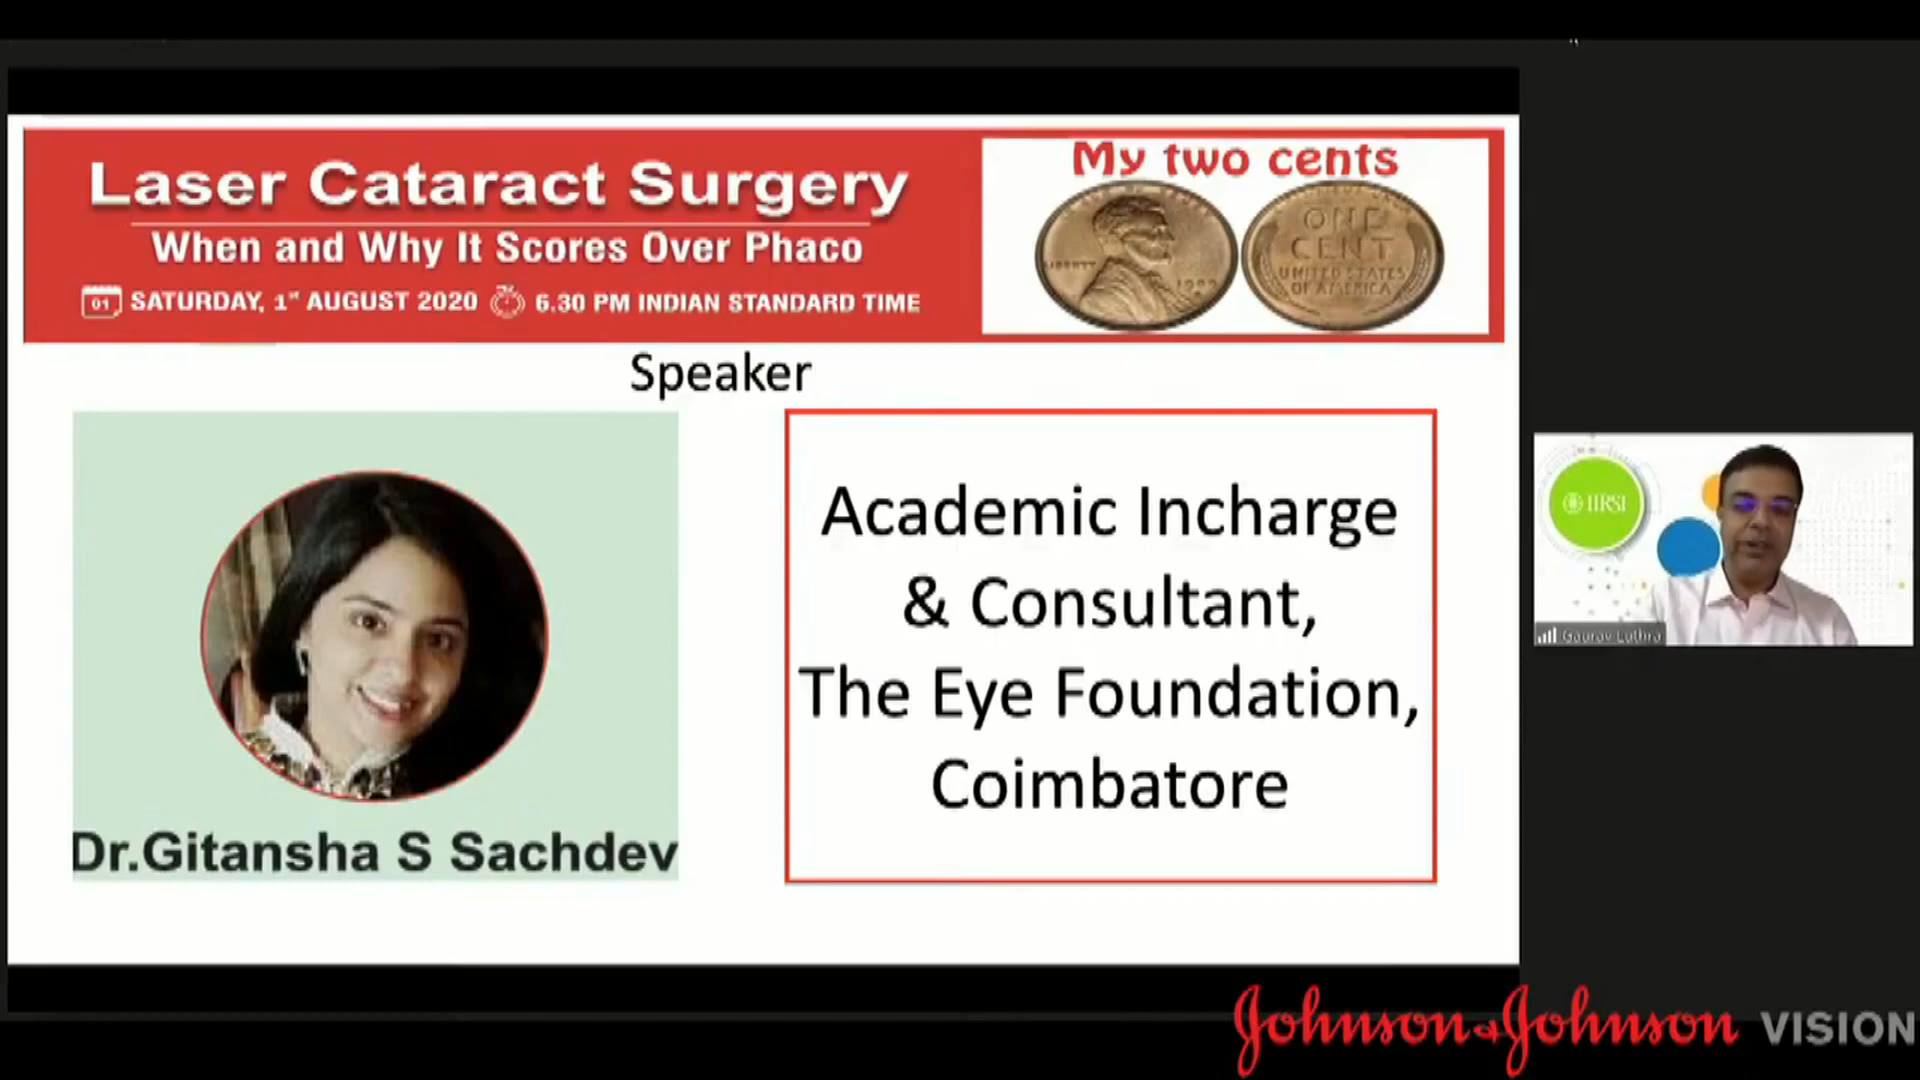 Laser Cataract Surgery
When and Why It Scores Over Phaco
01 SATURDAY, 1st AUGUST 2020 6.30 PM INDIAN STANDARD TIME
My two cents
LIBERTY
ONE
CENT
UNITED STATES
OF AMERICA
Speaker
Dr.Gitansha S Sachdev
Academic Incharge
& Consultant,
The Eye Foundation,
Coimbatore
IIRSI
Gaurav Luthra
Johnson & Johnson VISION